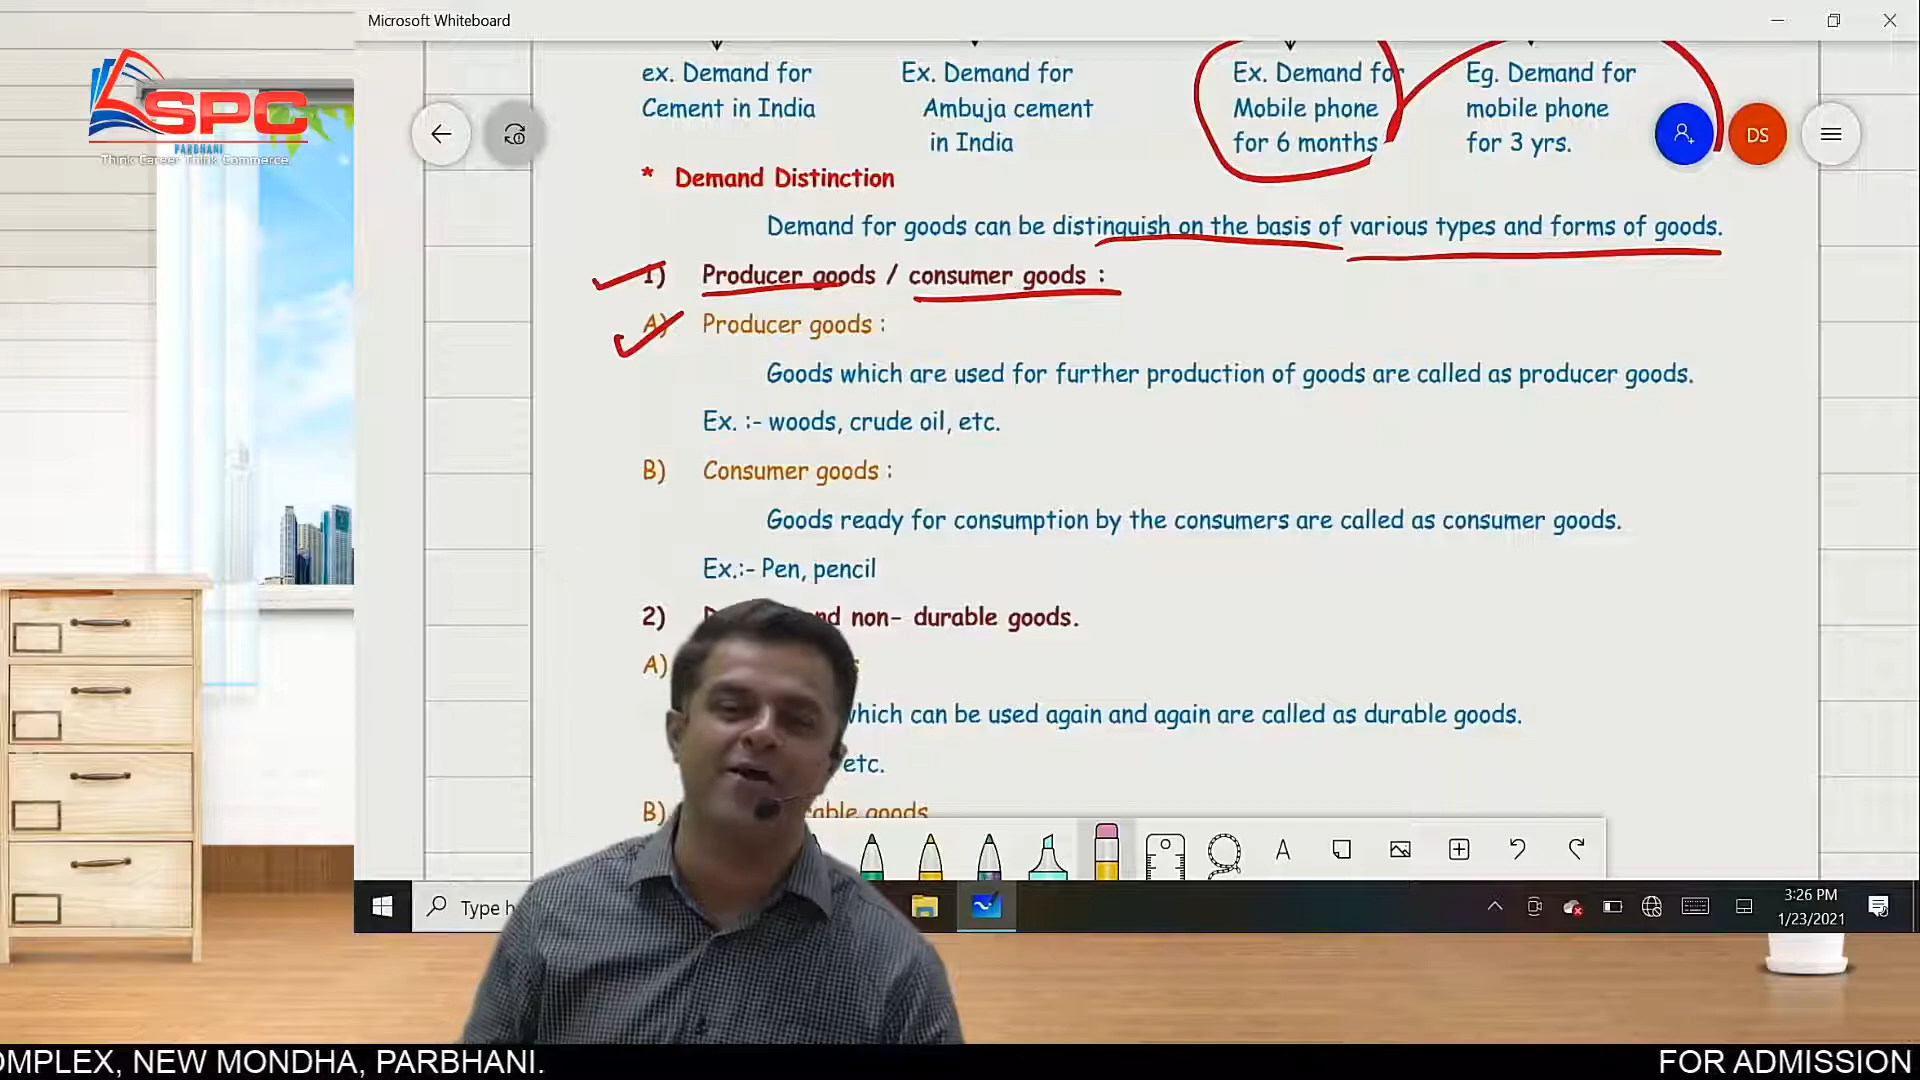 Microsoft Whiteboard
SPC
PARBHANI
Think Career Think Commerce.
ex. Demand for
Cement in India
Ex. Demand for
Ambuja cement
in India
Ex. Demand for
Mobile phone
for 6 months
Eg. Demand for
mobile phone
for 3 yrs.
DS
* Demand Distinction
Demand for goods can be distinguish on the basis of various types and forms of goods.
1) Producer goods / consumer goods :
A) Producer goods :
Goods which are used for further production of goods are called as producer goods.
Ex. :- woods, crude oil, etc.
B) Consumer goods :
Goods ready for consumption by the consumers are called as consumer goods.
Ex.:- Pen, pencil
2) non- durable goods.
A)
which can be used again and again are called as durable goods.
etc.
B) goods
Type
3:26 PM
1/23/2021
OMPLEX, NEW MONDHA, PARBHANI.
FOR ADMISSION